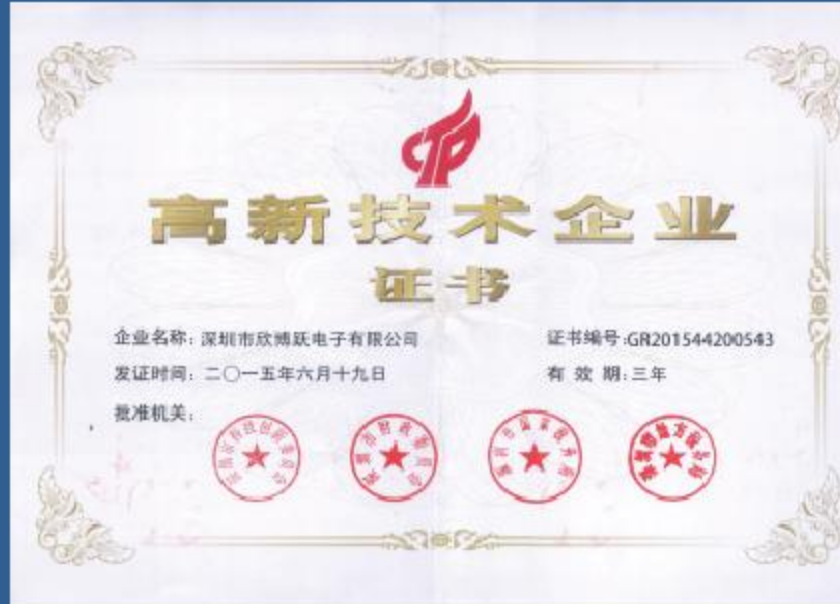 高新技术企业
证书
企业名称：深圳市欣博跃电子有限公司
证书编号：GR201544200543
发证时间：二〇一五年六月十九日
有 效 期：三年
批准机关：